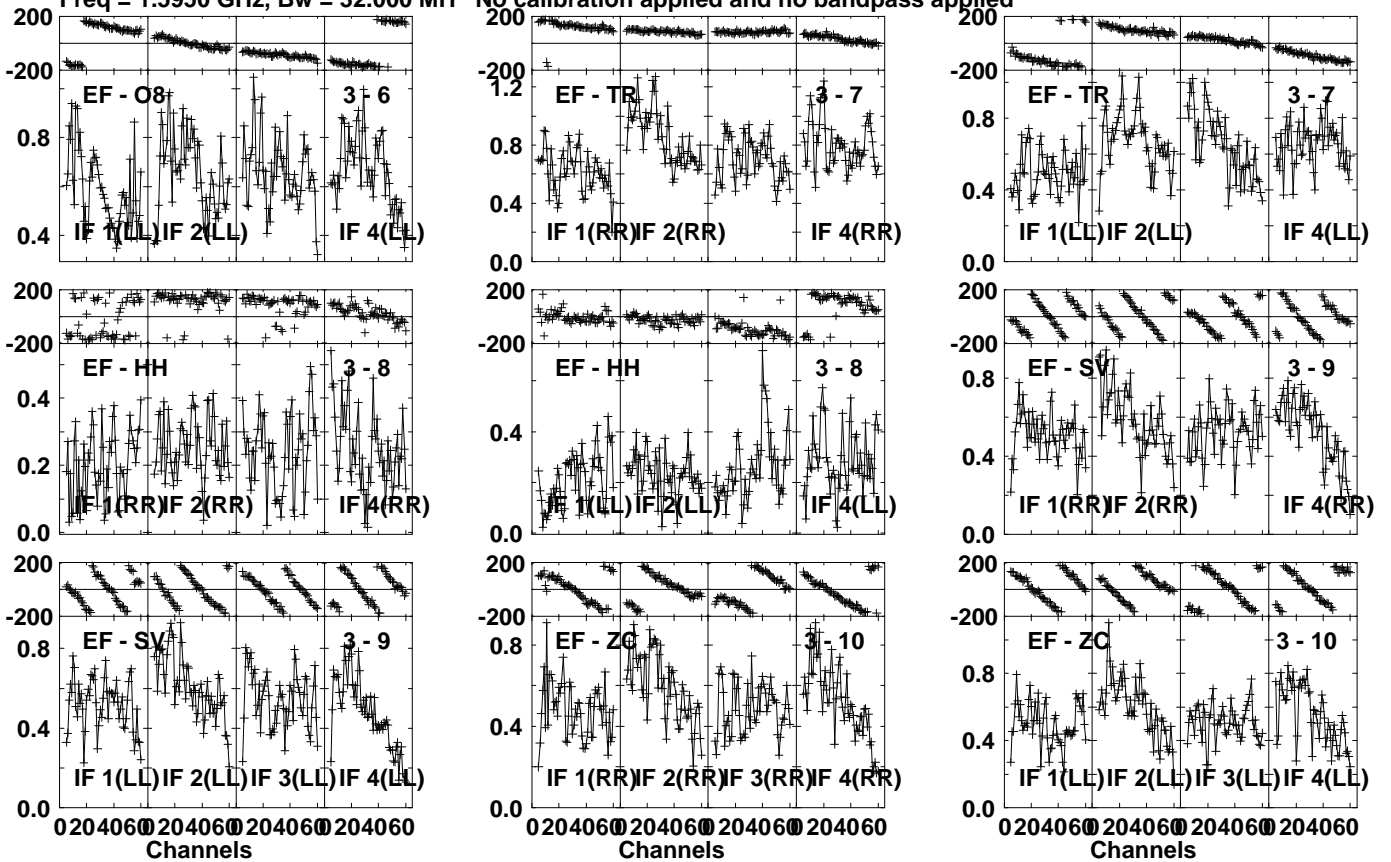 Freq = 1.5950 GHz, Bw = 32.000 MH No calibration applied and no bandpass applied
200
-200
EF - O8 3 - 6
0.8
0.4
IF 1(LL) IF 2(LL) IF 4(LL)
200
-200
EF - TR 3 - 7
1.2
0.8
0.4
0.0
IF 1(RR) IF 2(RR) IF 4(RR)
200
-200
EF - TR 3 - 7
0.8
0.4
0.0
IF 1(LL) IF 2(LL) IF 4(LL)
200
-200
EF - HH 3 - 8
0.4
0.2
0.0
IF 1(RR) IF 2(RR) IF 4(RR)
200
-200
EF - HH 3 - 8
0.4
0.0
IF 1(LL) IF 2(LL) IF 4(LL)
200
-200
EF - SV 3 - 9
0.8
0.4
0.0
IF 1(RR) IF 2(RR) IF 4(RR)
200
-200
EF - SV 3 - 9
0.8
0.4
0.0
IF 1(LL) IF 2(LL) IF 3(LL) IF 4(LL)
0 20 40 60 0 20 40 60 0 20 40 60 0 20 40 60
Channels
200
-200
EF - ZC 3 - 10
0.8
0.4
0.0
IF 1(RR) IF 2(RR) IF 3(RR) IF 4(RR)
0 20 40 60 0 20 40 60 0 20 40 60 0 20 40 60
Channels
200
-200
EF - ZC 3 - 10
0.8
0.4
0.0
IF 1(LL) IF 2(LL) IF 3(LL) IF 4(LL)
0 20 40 60 0 20 40 60 0 20 40 60 0 20 40 60
Channels